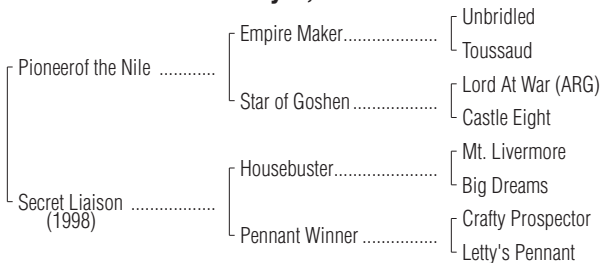 Unbridled
Empire Maker....................
Toussaud
Pioneerof the Nile ............
Lord At War (ARG)
Star of Goshen ..................
Castle Eight
Mt. Livermore
Housebuster......................
Big Dreams
Secret Liaison ..................
(1998)
Crafty Prospector
Pennant Winner ................
Letty's Pennant